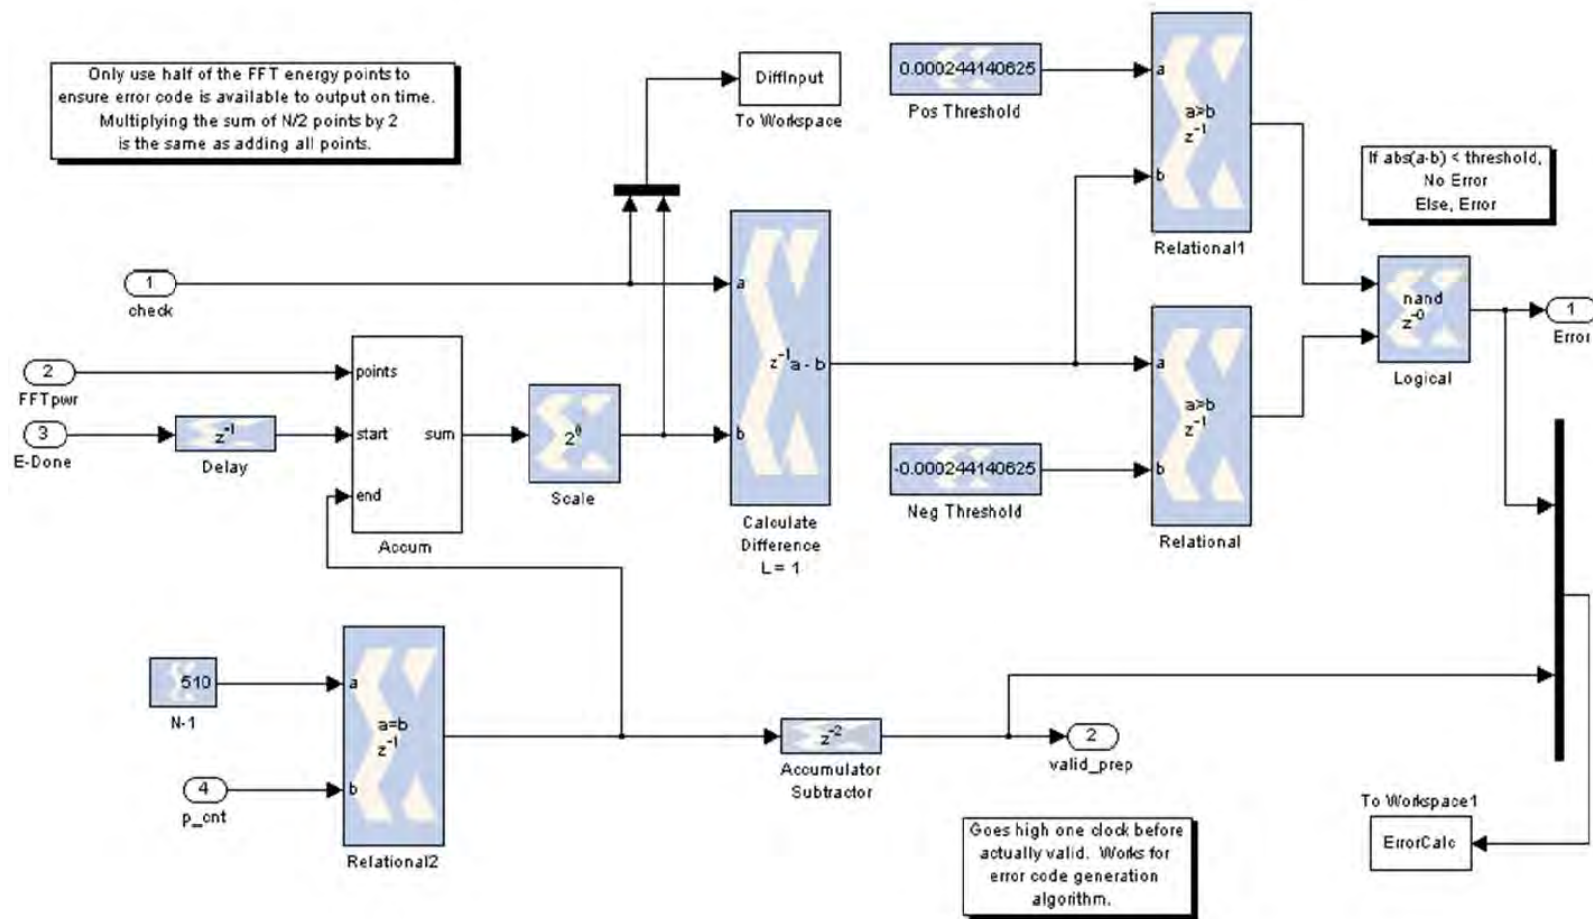 Only use half of the FFT energy points to
ensure error code is available to output on time.
Multiplying the sum of N/2 points by 2
is the same as adding all points.
DiffInput
To Workspace
0.000244140625
Pos Threshold
a
a>b
z⁻¹
b
Relational1
If abs(a-b) < threshold,
No Error
Else, Error
1
check
a
z⁻¹ a - b
b
Calculate
Difference
L = 1
2
FFTpwr
3
E-Done
z⁻¹
Delay
points
start
sum
end
Accum
2⁰
Scale
-0.000244140625
Neg Threshold
a
a>b
z⁻¹
b
Relational
nand
z⁻⁰
Logical
1
Error
510
N-1
4
p_cnt
a
a=b
z⁻¹
b
Relational2
z⁻²
Accumulator
Subtractor
2
valid_prep
Goes high one clock before
actually valid. Works for
error code generation
algorithm.
To Workspace1
ErrorCalc